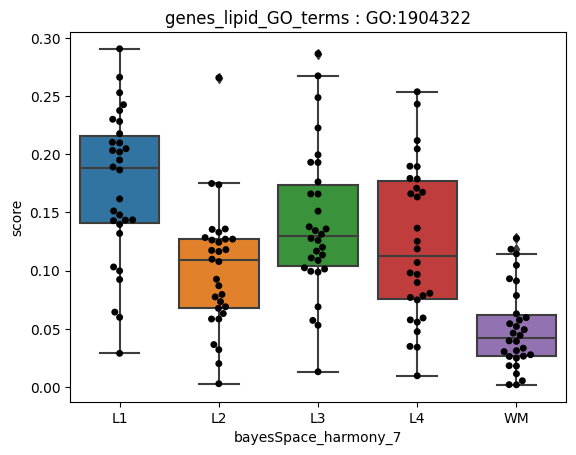 genes_lipid_GO_terms : GO:1904322
0.30
0.25
0.20
0.15
0.10
0.05
0.00
score
L1 L2 L3 L4 WM
bayesSpace_harmony_7